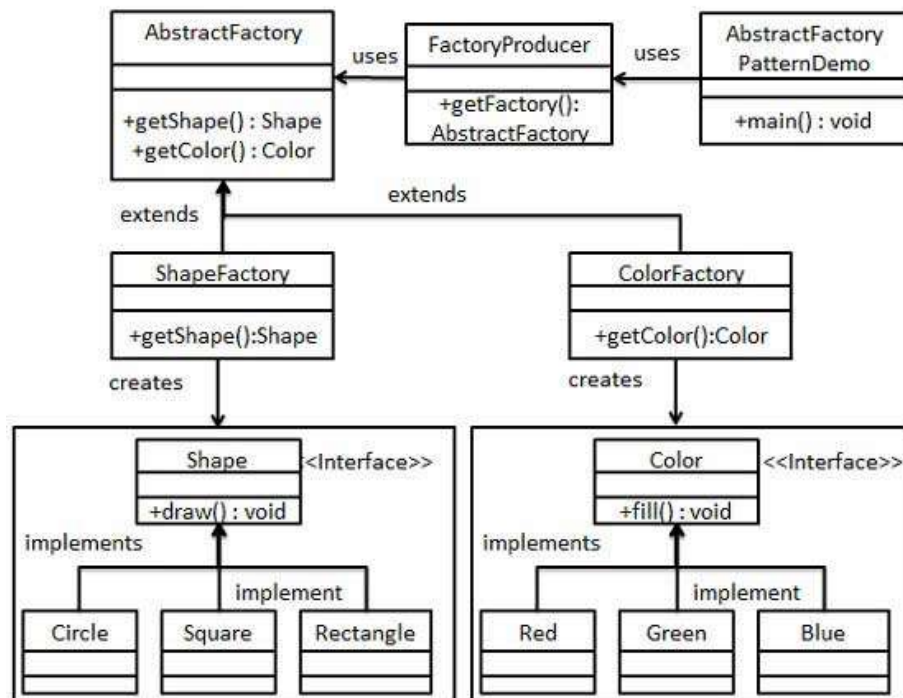 AbstractFactory
+getShape() : Shape
+getColor() : Color
uses
FactoryProducer
+getFactory():
AbstractFactory
uses
AbstractFactory
PatternDemo
+main() : void
extends
extends
ShapeFactory
+getShape():Shape
ColorFactory
+getColor():Color
creates
creates
Shape
<<Interface>>
+draw() : void
implements
implement
Circle
Square
Rectangle
Color
<<Interface>>
+fill() : void
implements
implement
Red
Green
Blue